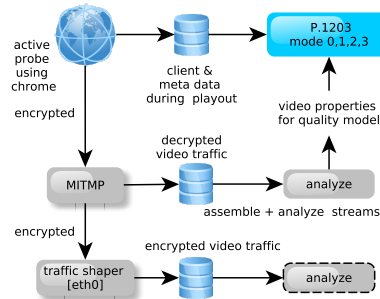 active
probe
using
chrome
P.1203
mode 0,1,2,3
client &
meta data
during playout
encrypted
video properties
for quality model
decrypted
video traffic
MITMP
analyze
assemble + analyze streams
encrypted
encrypted video traffic
traffic shaper
[eth0]
analyze